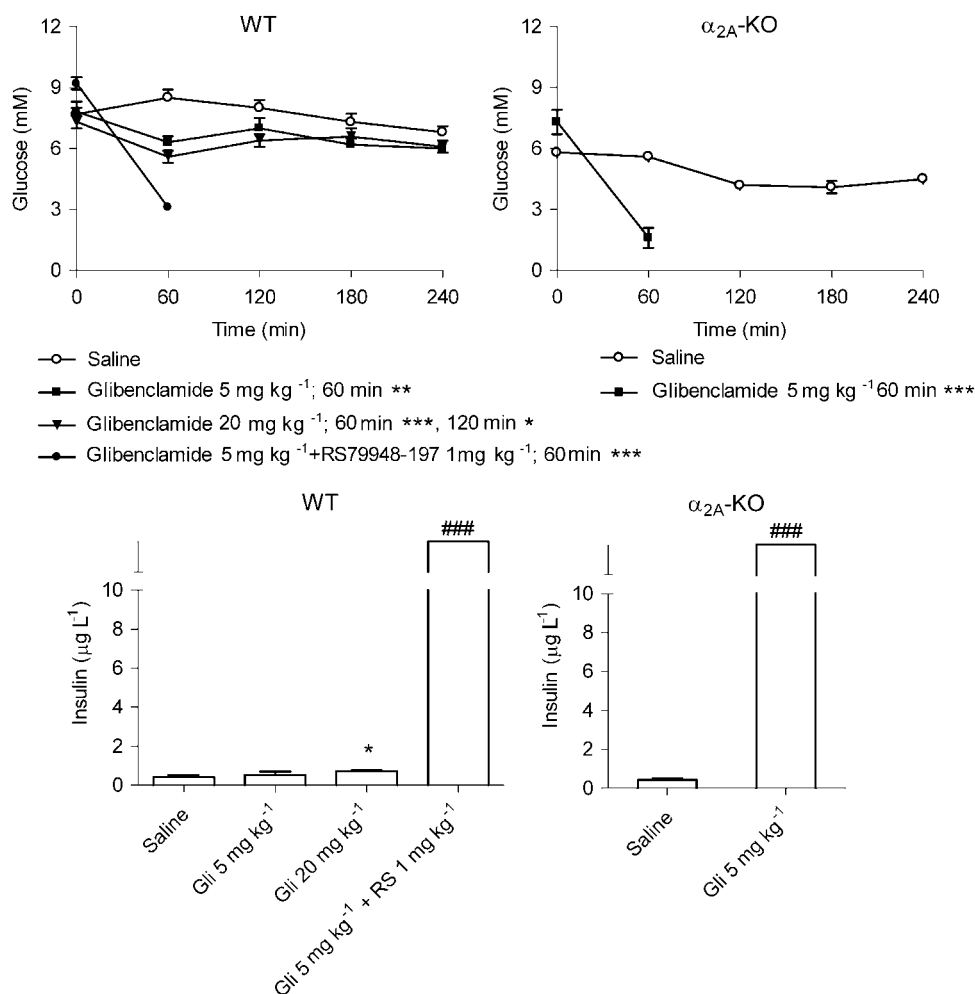 WT
12
9
6
3
0
Glucose (mM)
0 60 120 180 240
Time (min)
Saline
Glibenclamide 5 mg kg⁻¹; 60 min **
Glibenclamide 20 mg kg⁻¹; 60min ***, 120 min *
Glibenclamide 5 mg kg⁻¹+RS79948-197 1mg kg⁻¹; 60min ***
α2A-KO
12
9
6
3
0
Glucose (mM)
0 60 120 180 240
Time (min)
Saline
Glibenclamide 5 mg kg⁻¹60 min ***
WT
###
10
8
6
4
2
0
Insulin (μg L⁻¹)
*
Saline
Gli 5 mg kg⁻¹
Gli 20 mg kg⁻¹
Gli 5 mg kg⁻¹ + RS 1 mg kg⁻¹
α2A-KO
###
10
8
6
4
2
0
Insulin (μg L⁻¹)
Saline
Gli 5 mg kg⁻¹